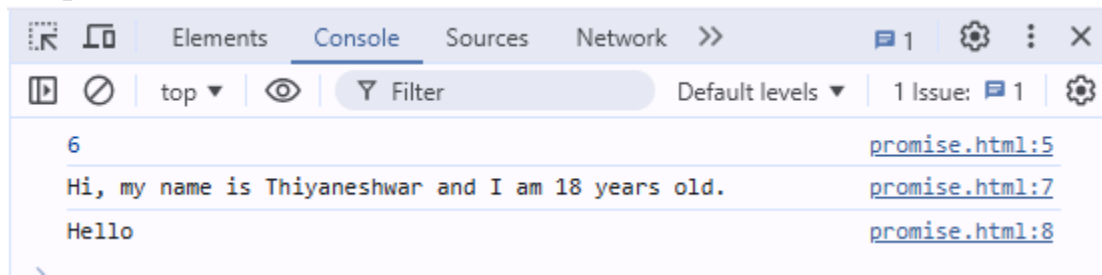 Elements Console Sources Network >> 1
top ▼ Filter Default levels ▼ 1 Issue: 1
6 promise.html:5
Hi, my name is Thiyaneshwar and I am 18 years old. promise.html:7
Hello promise.html:8
>